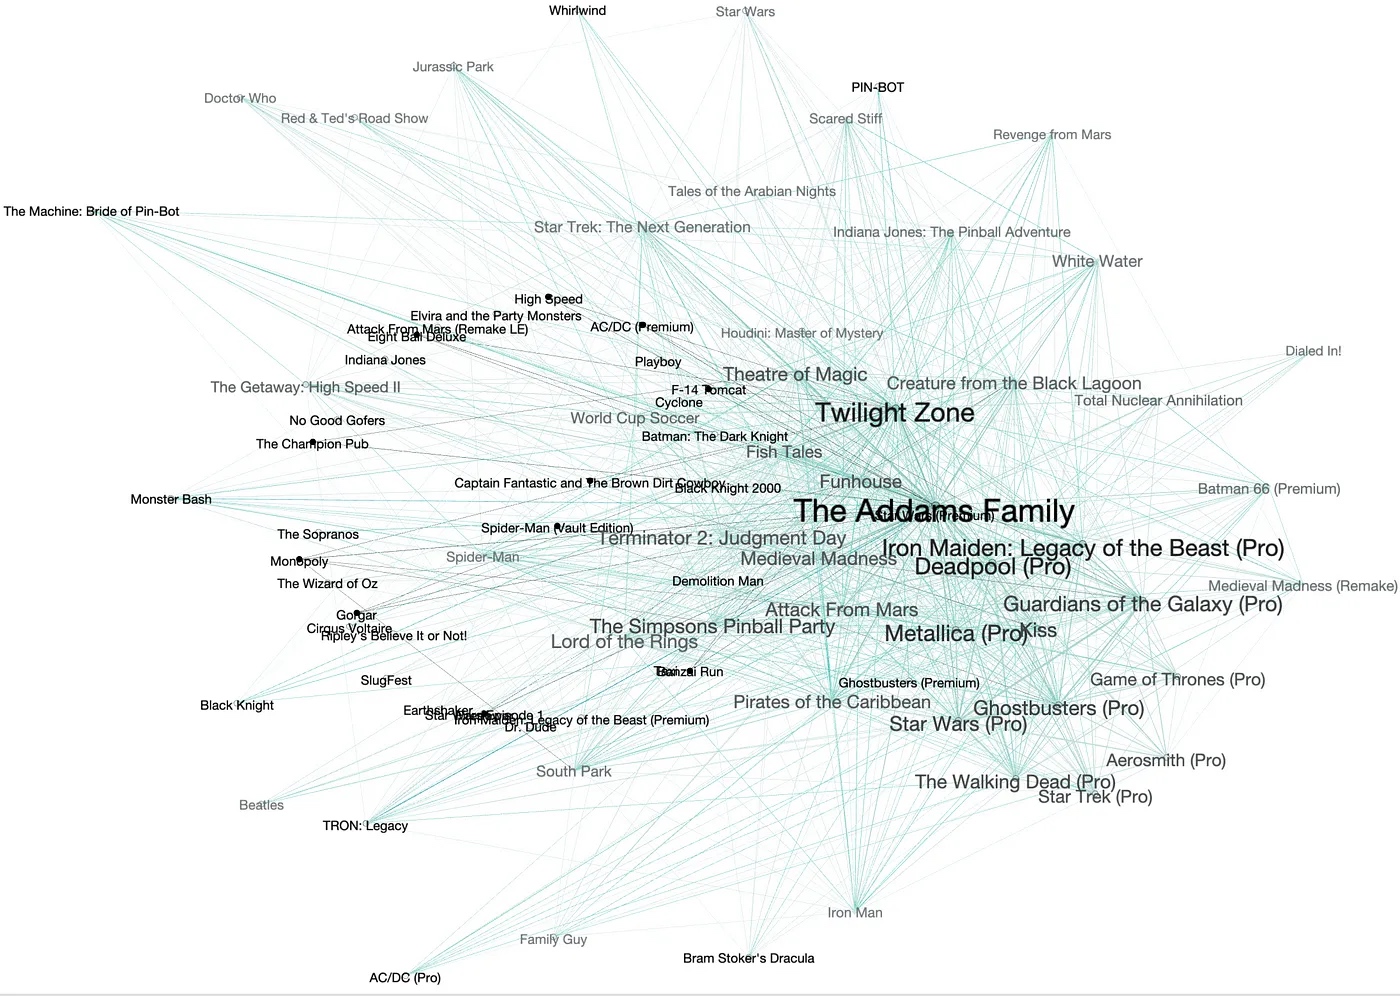 Whirlwind
Star Wars
Jurassic Park
PIN-BOT
Doctor Who
Red & Ted's Road Show
Scared Stiff
Revenge from Mars
Tales of the Arabian Nights
The Machine: Bride of Pin-Bot
Star Trek: The Next Generation
Indiana Jones: The Pinball Adventure
White Water
High Speed
Elvira and the Party Monsters
Attack From Mars (Remake LE)
AC/DC (Premium)
Eight Ball Deluxe
Houdini: Master of Mystery
Dialed In!
Indiana Jones
Playboy
Theatre of Magic
The Getaway: High Speed II
Creature from the Black Lagoon
F-14 Tomcat
Cyclone
Total Nuclear Annihilation
Twilight Zone
No Good Gofers
World Cup Soccer
Batman: The Dark Knight
The Champion Pub
Fish Tales
Captain Fantastic and The Brown Dirt Cowboy
Black Knight 2000
Funhouse
Batman 66 (Premium)
Monster Bash
The Addams Family
Star Wars (Premium)
Spider-Man (Vault Edition)
The Sopranos
Terminator 2: Judgment Day
Iron Maiden: Legacy of the Beast (Pro)
Spider-Man
Medieval Madness
Deadpool (Pro)
Monopoly
The Wizard of Oz
Demolition Man
Medieval Madness (Remake)
Guardians of the Galaxy (Pro)
Attack From Mars
Gorgar
Cirqus Voltaire
Ripley's Believe It or Not!
The Simpsons Pinball Party
Metallica (Pro)
Kiss
Lord of the Rings
Taxi
Banzai Run
SlugFest
Ghostbusters (Premium)
Game of Thrones (Pro)
Black Knight
Pirates of the Caribbean
Ghostbusters (Pro)
Earthshaker
Star Wars Episode 1
Iron Maiden: Legacy of the Beast (Premium)
Dr. Dude
Star Wars (Pro)
Aerosmith (Pro)
South Park
The Walking Dead (Pro)
Star Trek (Pro)
Beatles
TRON: Legacy
Iron Man
Family Guy
Bram Stoker's Dracula
AC/DC (Pro)